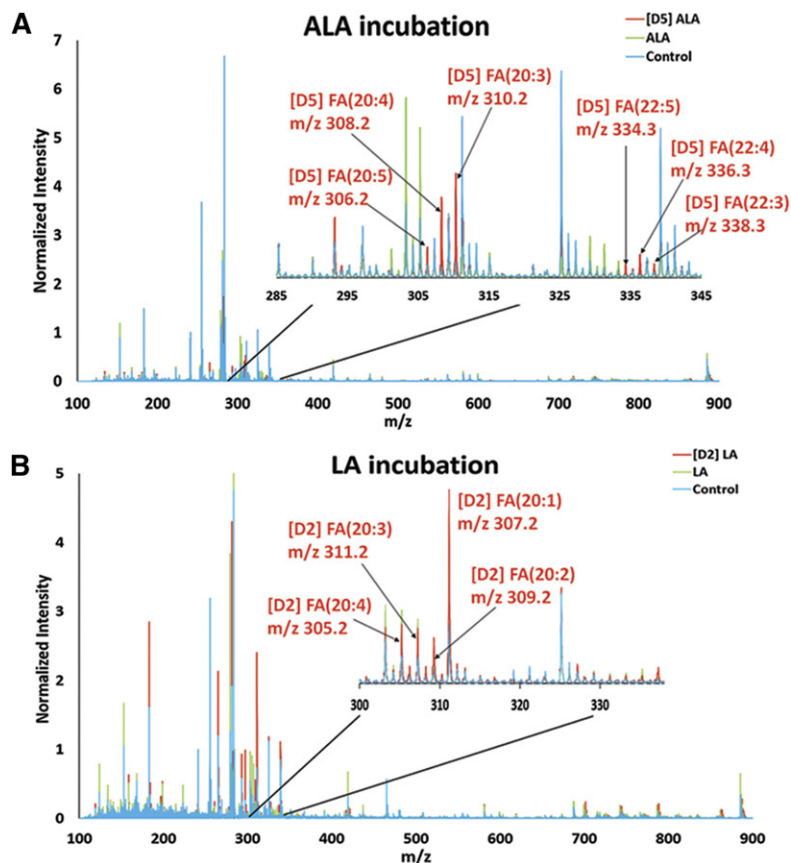 A
ALA incubation
[D5] ALA
ALA
Control
Normalized Intensity
7
6
5
4
3
2
1
0
[D5] FA(20:4)
m/z 308.2
[D5] FA(20:3)
m/z 310.2
[D5] FA(20:5)
m/z 306.2
[D5] FA(22:5)
m/z 334.3
[D5] FA(22:4)
m/z 336.3
[D5] FA(22:3)
m/z 338.3
285 295 305 315 325 335 345
100 200 300 400 500 600 700 800 900
m/z
B
LA incubation
[D2] LA
LA
Control
Normalized Intensity
5
4
3
2
1
0
[D2] FA(20:3)
m/z 311.2
[D2] FA(20:1)
m/z 307.2
[D2] FA(20:4)
m/z 305.2
[D2] FA(20:2)
m/z 309.2
300 310 320 330
100 200 300 400 500 600 700 800 900
m/z